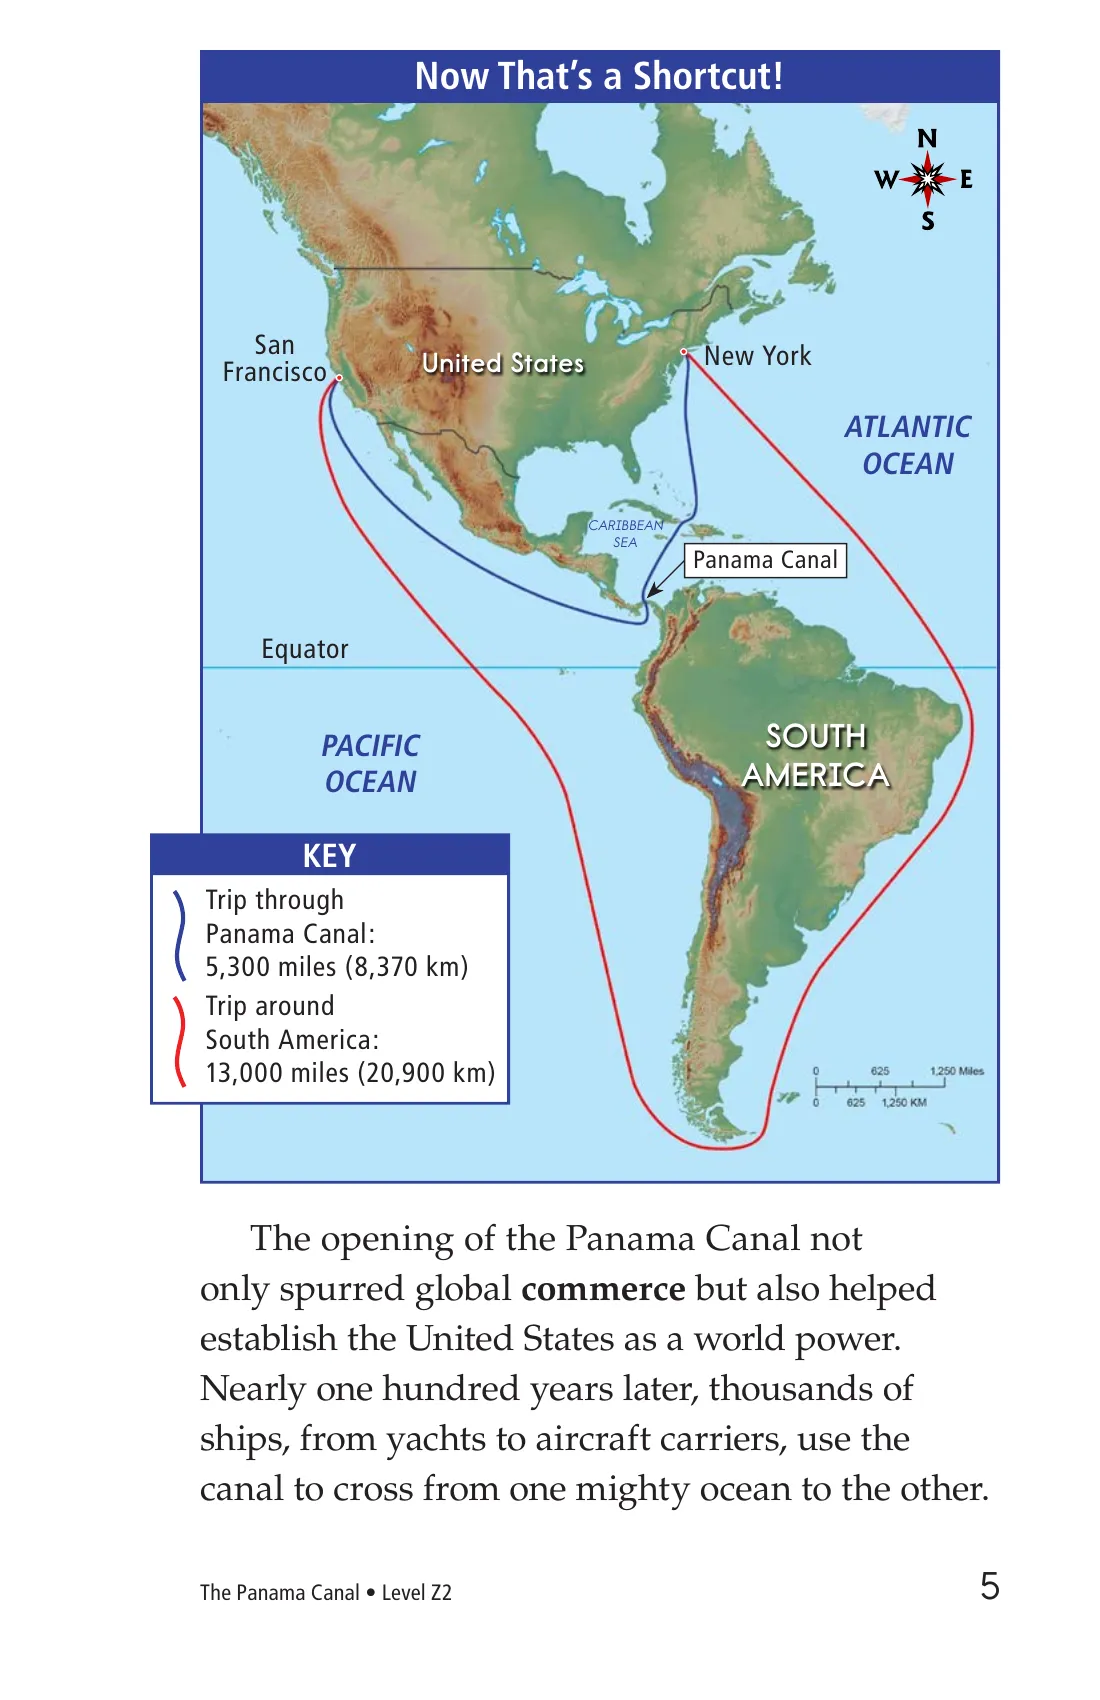 Now That's a Shortcut!
N
W E
S
San
Francisco
United States
New York
ATLANTIC
OCEAN
CARIBBEAN
SEA
Panama Canal
Equator
PACIFIC
OCEAN
SOUTH
AMERICA
KEY
Trip through
Panama Canal:
5,300 miles (8,370 km)
Trip around
South America:
13,000 miles (20,900 km)
0 625 1,250 Miles
0 625 1,250 KM
The opening of the Panama Canal not
only spurred global commerce but also helped
establish the United States as a world power.
Nearly one hundred years later, thousands of
ships, from yachts to aircraft carriers, use the
canal to cross from one mighty ocean to the other.
The Panama Canal • Level Z2
5